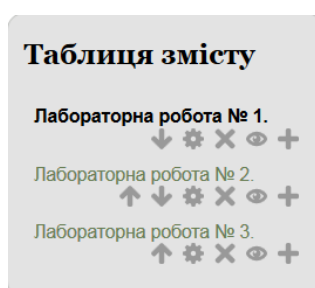 Таблиця змісту
Лабораторна робота № 1.
Лабораторна робота № 2.
Лабораторна робота № 3.